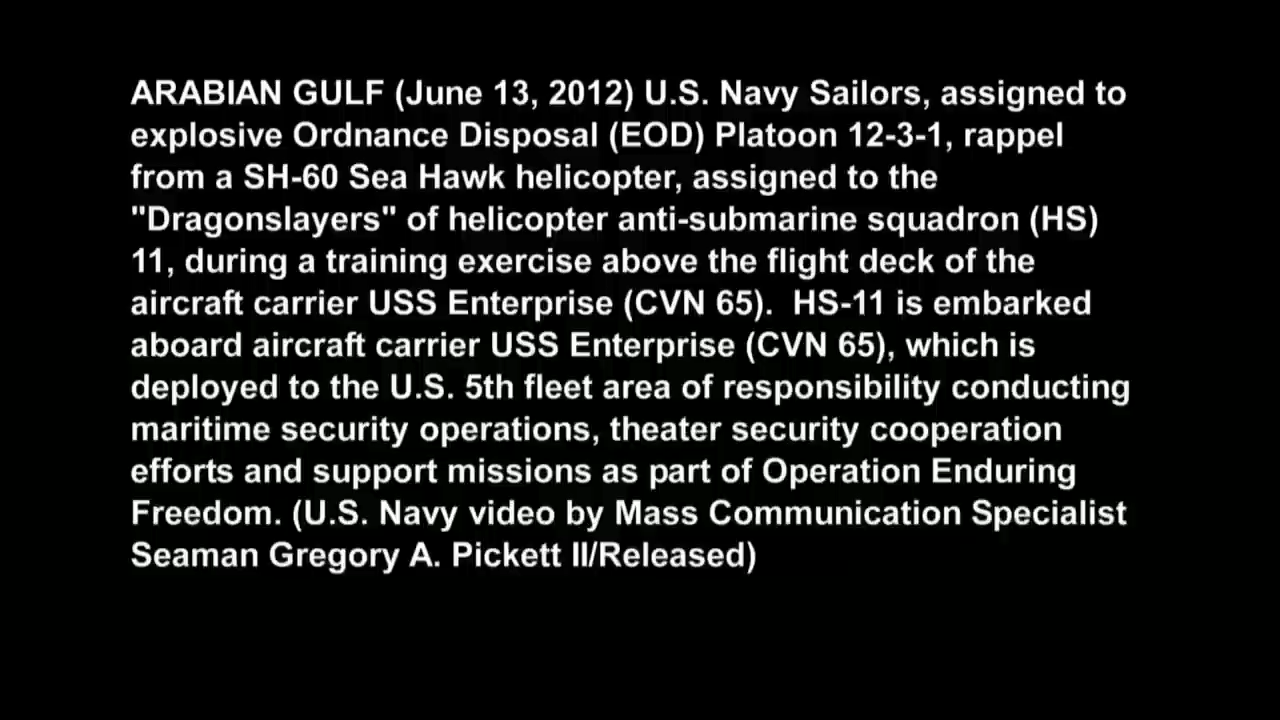 ARABIAN GULF (June 13, 2012) U.S. Navy Sailors, assigned to
explosive Ordnance Disposal (EOD) Platoon 12-3-1, rappel
from a SH-60 Sea Hawk helicopter, assigned to the
"Dragonslayers" of helicopter anti-submarine squadron (HS)
11, during a training exercise above the flight deck of the
aircraft carrier USS Enterprise (CVN 65).  HS-11 is embarked
aboard aircraft carrier USS Enterprise (CVN 65), which is
deployed to the U.S. 5th fleet area of responsibility conducting
maritime security operations, theater security cooperation
efforts and support missions as part of Operation Enduring
Freedom. (U.S. Navy video by Mass Communication Specialist
Seaman Gregory A. Pickett II/Released)